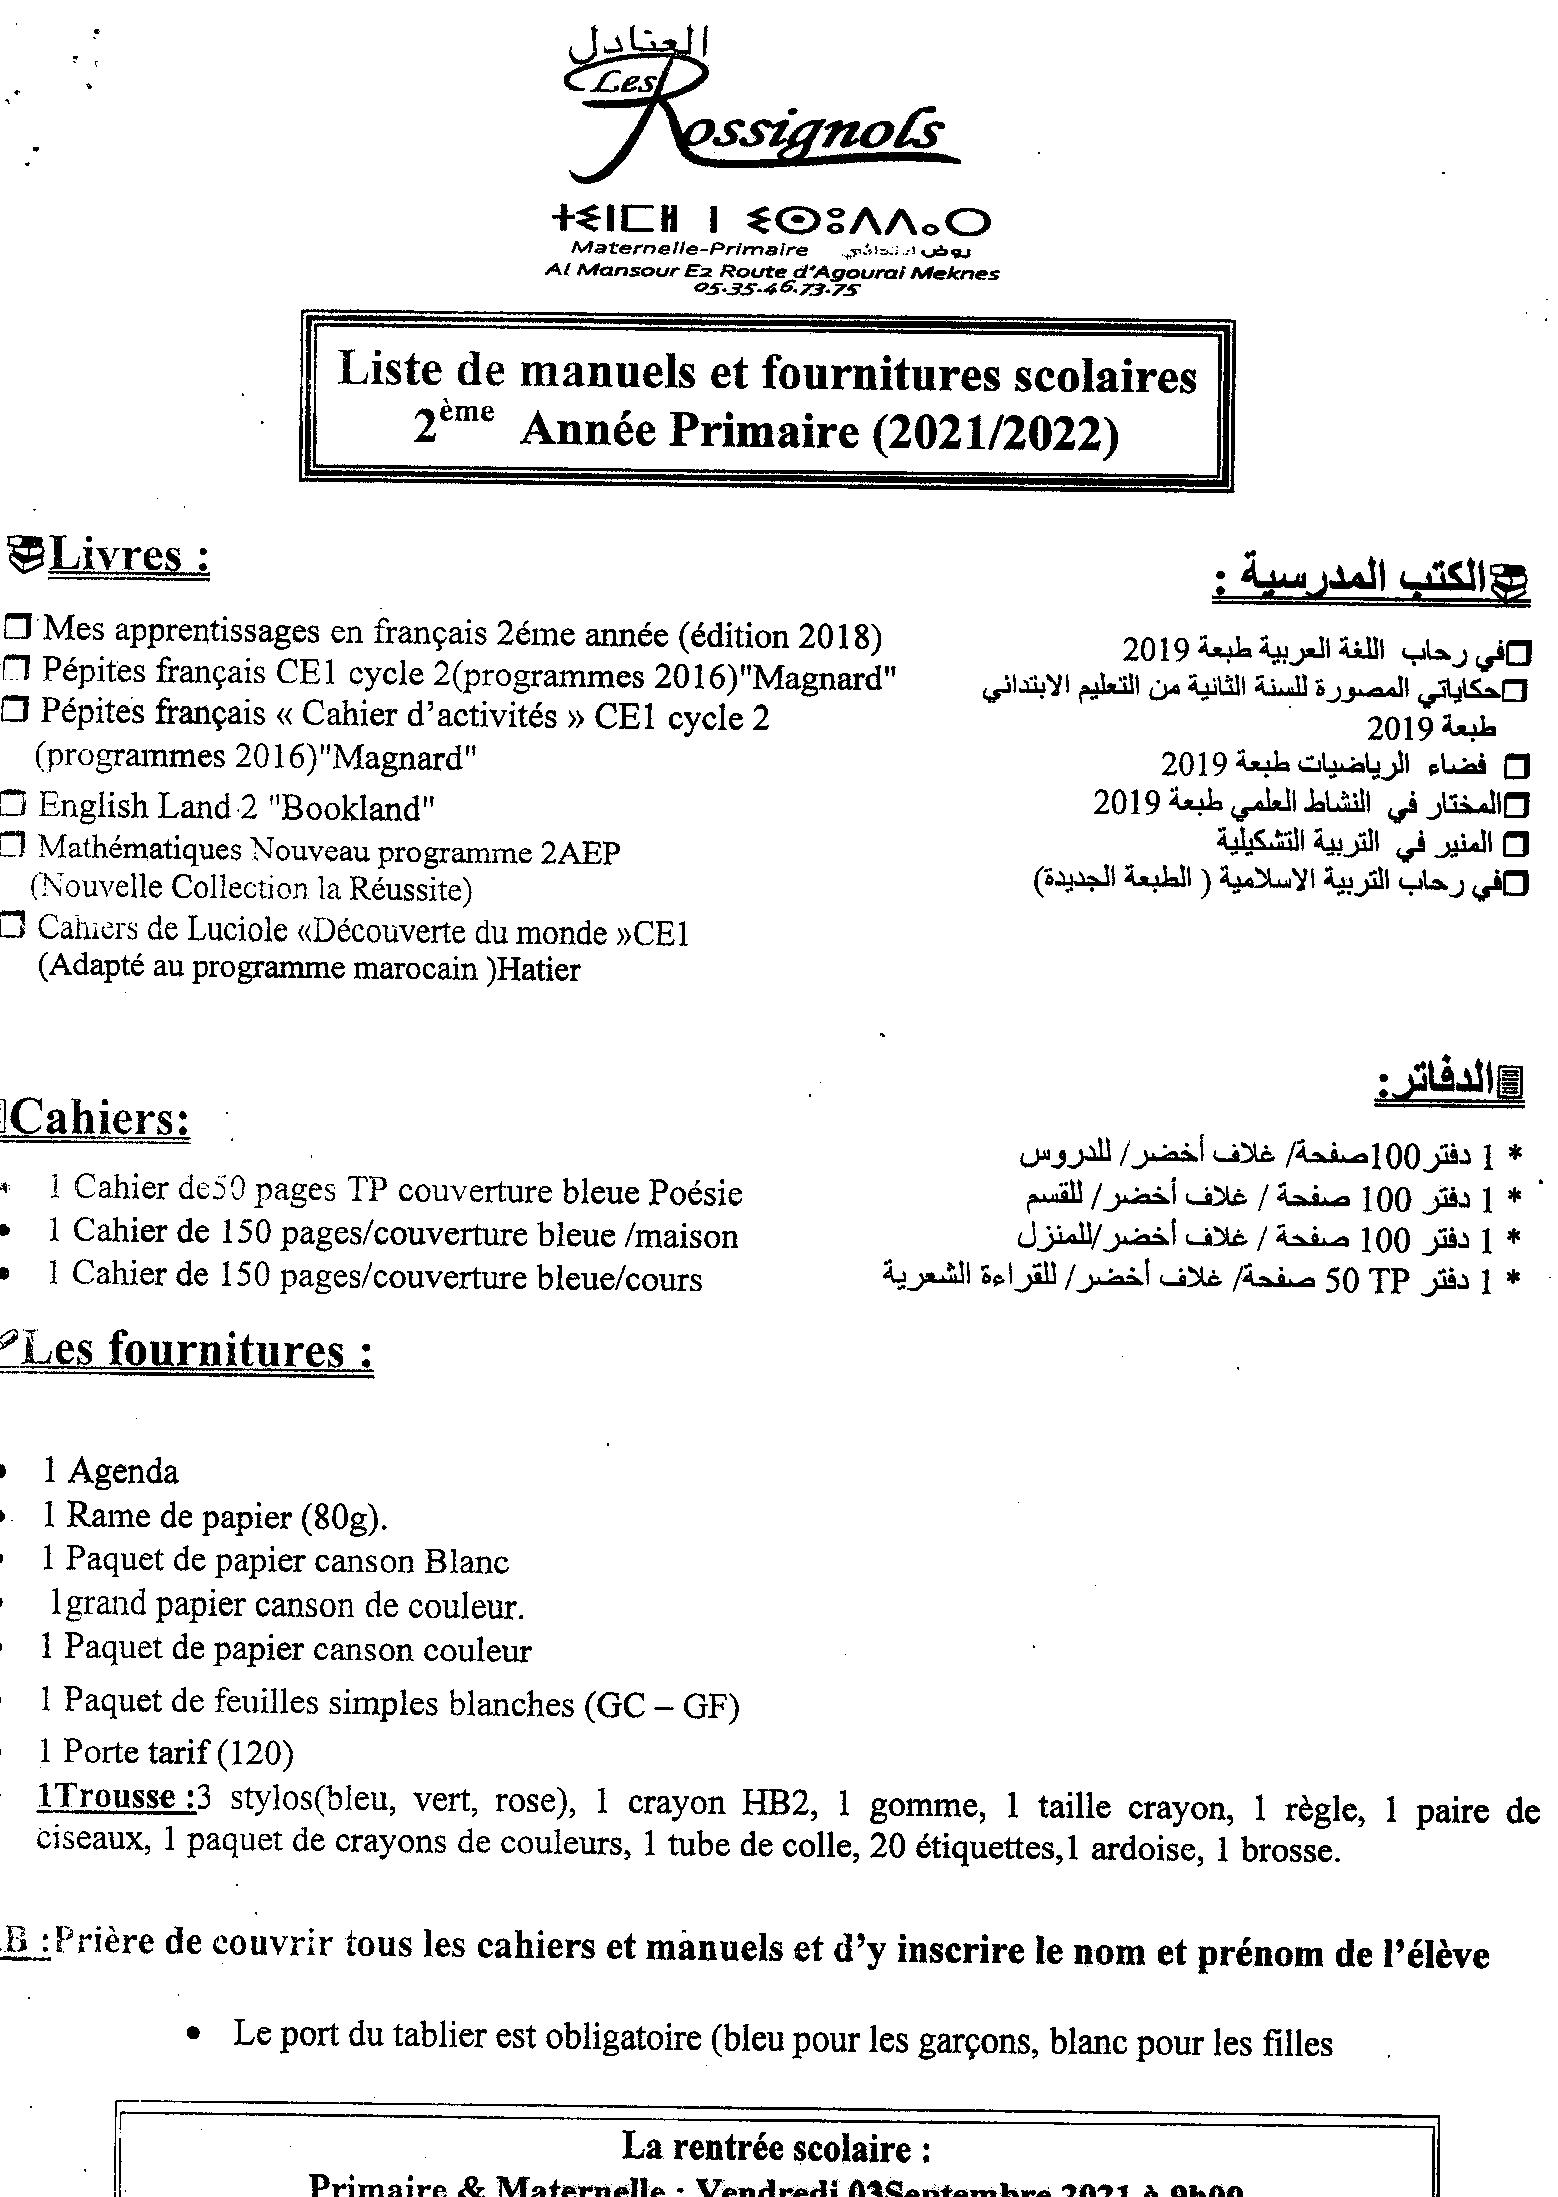 العنادل
Les
Rossignols
ⵜⵉⵏⵎⵍ ⵏ ⵉⵙⵓⴷⴷⴰⵔ
Maternelle-Primaire روض
Al Mansour E2 Route d'Agourai Meknes
05.35.46.73.75
Liste de manuels et fournitures scolaires
2ème Année Primaire (2021/2022)
Livres :
❒ Mes apprentissages en français 2éme année (édition 2018)
❒ Pépites français CE1 cycle 2(programmes 2016)"Magnard"
❒ Pépites français « Cahier d'activités » CE1 cycle 2
(programmes 2016)"Magnard"
❒ English Land 2 "Bookland"
❒ Mathématiques Nouveau programme 2AEP
(Nouvelle Collection la Réussite)
❒ Cahiers de Luciole «Découverte du monde »CE1
(Adapté au programme marocain )Hatier
الكتب المدرسية :
❒في رحاب اللغة العربية طبعة 2019
❒حكاياتي المصورة للسنة الثانية من التعليم الابتدائي
طبعة 2019
❒ فضاء الرياضيات طبعة 2019
❒المختار في النشاط العلمي طبعة 2019
❒ المنير في التربية التشكيلية
❒في رحاب التربية الاسلامية ( الطبعة الجديدة)
Cahiers:
• 1 Cahier de50 pages TP couverture bleue Poésie
• 1 Cahier de 150 pages/couverture bleue /maison
• 1 Cahier de 150 pages/couverture bleue/cours
الدفاتر:
* 1 دفتر 100صفحة/ غلاف أخضر/ للدروس
* 1 دفتر 100 صفحة / غلاف أخضر/ للقسم
* 1 دفتر 100 صفحة / غلاف أخضر/للمنزل
* 1 دفتر 50 TP صفحة/ غلاف أخضر/ للقراءة الشعرية
Les fournitures :
• 1 Agenda
• 1 Rame de papier (80g).
• 1 Paquet de papier canson Blanc
• 1grand papier canson de couleur.
• 1 Paquet de papier canson couleur
• 1 Paquet de feuilles simples blanches (GC – GF)
• 1 Porte tarif (120)
• 1Trousse :3 stylos(bleu, vert, rose), 1 crayon HB2, 1 gomme, 1 taille crayon, 1 règle, 1 paire de
ciseaux, 1 paquet de crayons de couleurs, 1 tube de colle, 20 étiquettes,1 ardoise, 1 brosse.
.B :Prière de couvrir tous les cahiers et manuels et d'y inscrire le nom et prénom de l'élève
• Le port du tablier est obligatoire (bleu pour les garçons, blanc pour les filles
La rentrée scolaire :
Primaire & Maternelle : Vendredi 03Septembre 2021 à 9h00